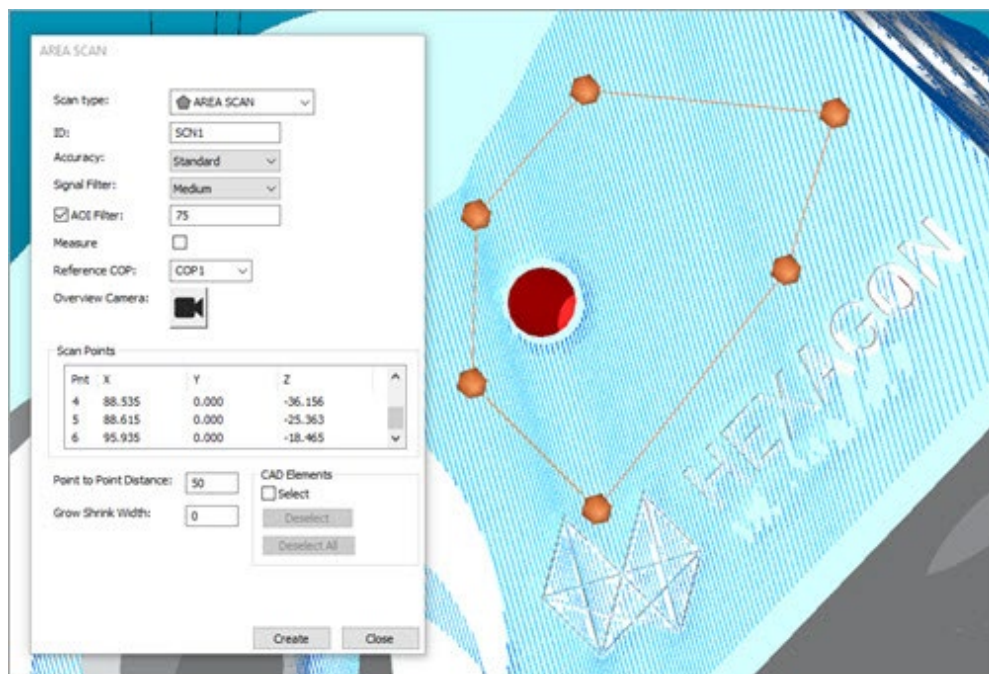 AREA SCAN
Scan type: AREA SCAN
ID: SCN1
Accuracy: Standard
Signal Filter: Medium
AOI Filter: 75
Measure
Reference COP: COP1
Overview Camera:
Scan Points
Pnt X Y Z
4 88.535 0.000 -36.156
5 88.615 0.000 -25.363
6 95.935 0.000 -18.465
Point to Point Distance: 50
CAD Elements
Select
Grow Shrink Width: 0
Deselect
Deselect All
Create Close
HEXAGON